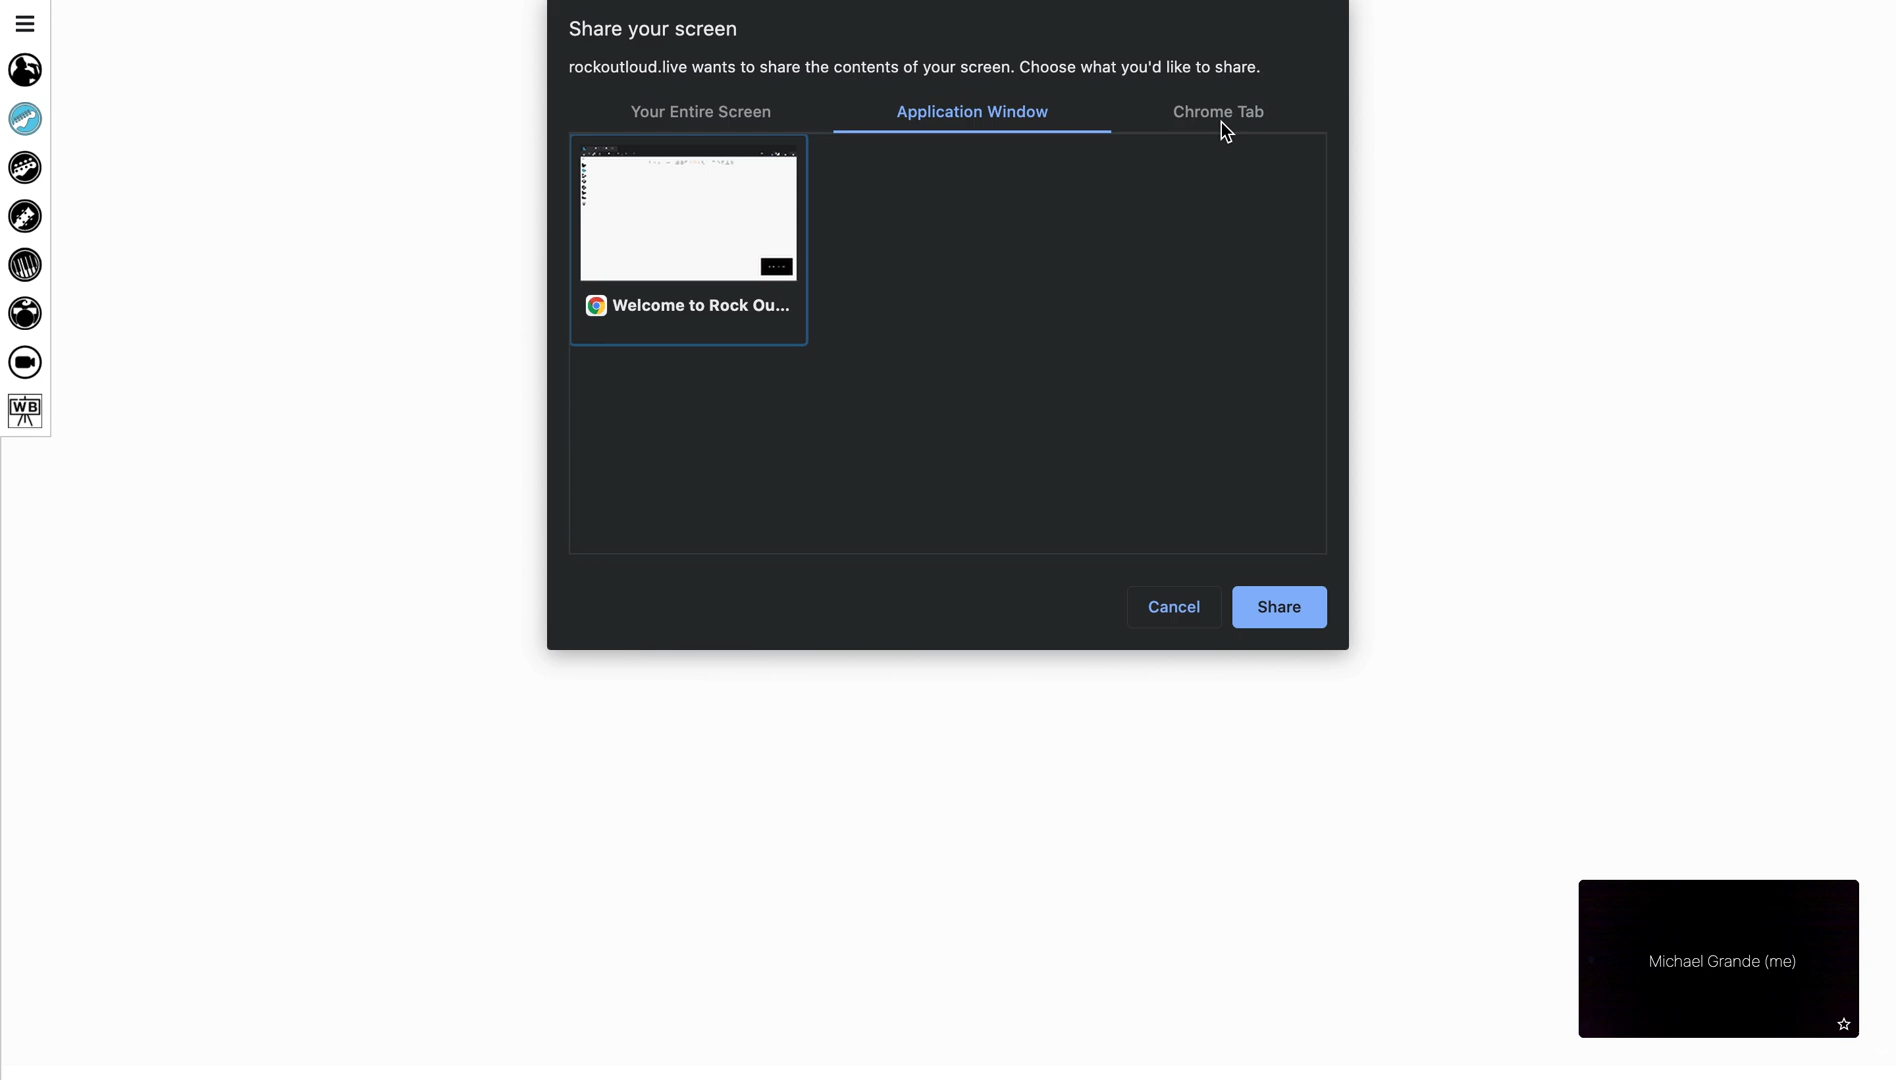 Share your screen
rockoutloud.live wants to share the contents of your screen. Choose what you'd like to share.
Your Entire Screen
Application Window
Chrome Tab
Welcome to Rock Ou...
Cancel
Share
WB
Michael Grande (me)